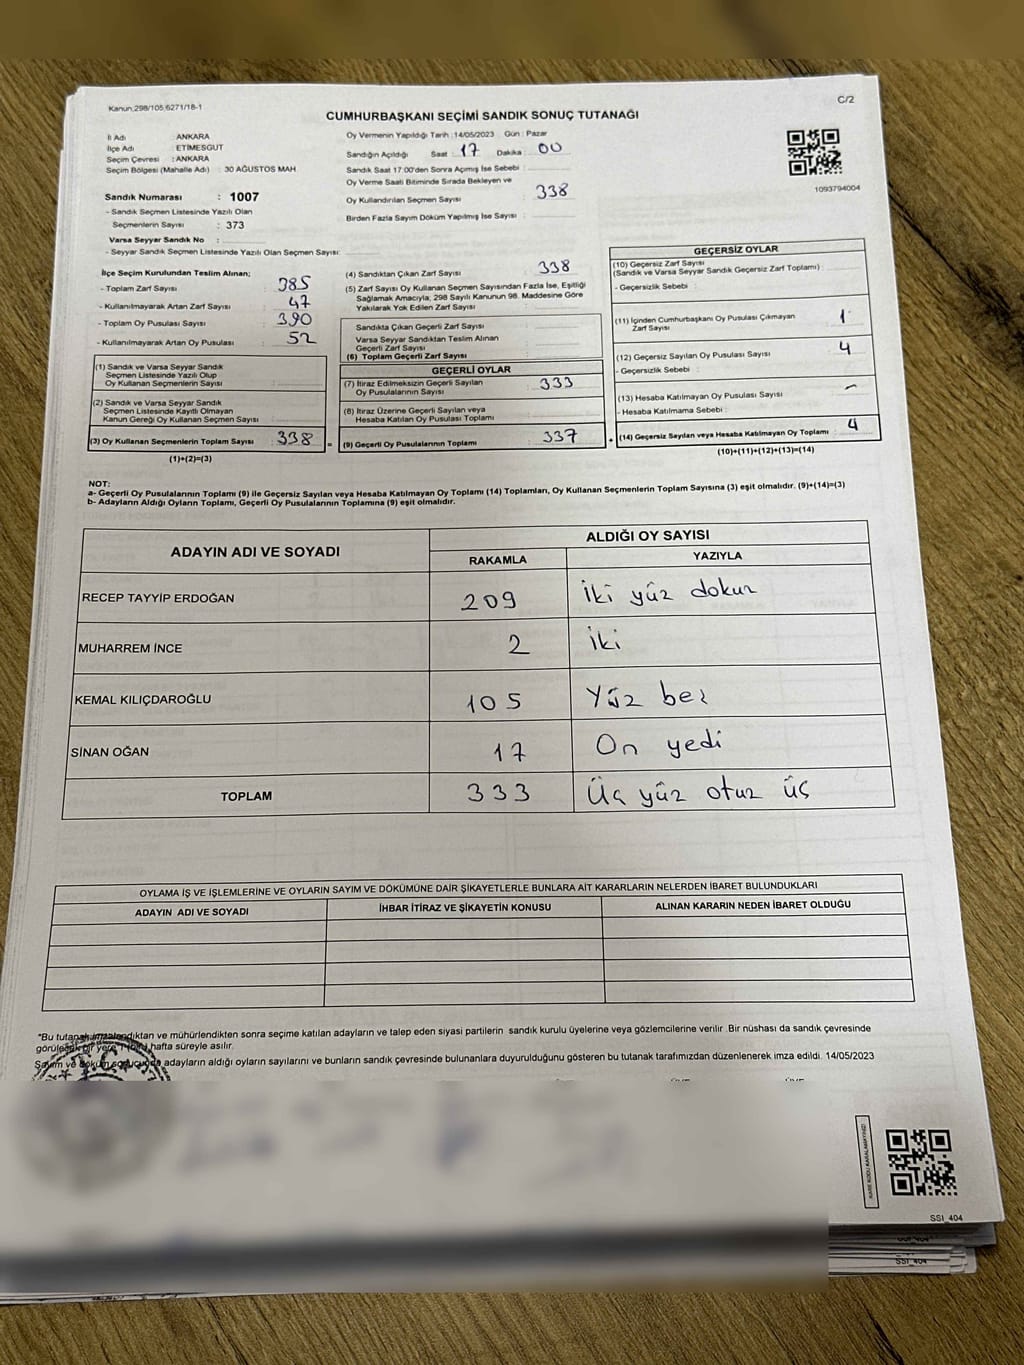 Kanun 298/105,6271/18-1
C/2
CUMHURBAŞKANI SEÇİMİ SANDIK SONUÇ TUTANAĞI
İl Adı : ANKARA
İlçe Adı : ETİMESGUT
Seçim Çevresi : ANKARA
Seçim Bölgesi (Mahalle Adı) : 30 AĞUSTOS MAH
Sandık Numarası : 1007
- Sandık Seçmen Listesinde Yazılı Olan
Seçmenlerin Sayısı : 373
Varsa Seyyar Sandık No :
- Seyyar Sandık Seçmen Listesinde Yazılı Olan Seçmen Sayısı:
Oy Vermenin Yapıldığı Tarih : 14/05/2023 Gün : Pazar
Sandığın Açıldığı Saat : 17 Dakika : 00
Sandık Saat 17:00'den Sonra Açımış İse Sebebi :
Oy Verme Saati Bitiminde Sırada Bekleyen ve
Oy Kullandırılan Seçmen Sayısı : 338
Birden Fazla Sayım Döküm Yapılmış İse Sayısı :
1093794004
İlçe Seçim Kurulundan Teslim Alınan;
- Toplam Zarf Sayısı : 385
- Kullanılmayarak Artan Zarf Sayısı : 47
- Toplam Oy Pusulası Sayısı : 390
- Kullanılmayarak Artan Oy Pusulası : 52
(1) Sandık ve Varsa Seyyar Sandık
Seçmen Listesinde Yazılı Olup
Oy Kullanan Seçmenlerin Sayısı :
(2) Sandık ve Varsa Seyyar Sandık
Seçmen Listesinde Kayıtlı Olmayan
Kanun Gereği Oy Kullanan Seçmen Sayısı :
(3) Oy Kullanan Seçmenlerin Toplam Sayısı : 338 =
(1)+(2)=(3)
(4) Sandıktan Çıkan Zarf Sayısı : 338
(5) Zarf Sayısı Oy Kullanan Seçmen Sayısından Fazla İse, Eşitliği
Sağlamak Amacıyla; 298 Sayılı Kanunun 98. Maddesine Göre
Yakılarak Yok Edilen Zarf Sayısı :
Sandıkta Çıkan Geçerli Zarf Sayısı :
Varsa Seyyar Sandıktan Teslim Alınan
Geçerli Zarf Sayısı :
(6) Toplam Geçerli Zarf Sayısı :
GEÇERLİ OYLAR
(7) İtiraz Edilmeksizin Geçerli Sayılan
Oy Pusulalarının Sayısı : 333
(8) İtiraz Üzerine Geçerli Sayılan veya
Hesaba Katılan Oy Pusulası Toplamı :
(9) Geçerli Oy Pusulalarının Toplamı : 337 +
GEÇERSİZ OYLAR
(10) Geçersiz Zarf Sayısı
(Sandık ve Varsa Seyyar Sandık Geçersiz Zarf Toplamı) :
- Geçersizlik Sebebi :
(11) İçinden Cumhurbaşkanı Oy Pusulası Çıkmayan
Zarf Sayısı : 1
(12) Geçersiz Sayılan Oy Pusulası Sayısı : 4
- Geçersizlik Sebebi :
(13) Hesaba Katılmayan Oy Pusulası Sayısı : -
- Hesaba Katılmama Sebebi :
(14) Geçersiz Sayılan veya Hesaba Katılmayan Oy Toplamı : 4
(10)+(11)+(12)+(13)=(14)
NOT:
a- Geçerli Oy Pusulalarının Toplamı (9) ile Geçersiz Sayılan veya Hesaba Katılmayan Oy Toplamı (14) Toplamları, Oy Kullanan Seçmenlerin Toplam Sayısına (3) eşit olmalıdır. (9)+(14)=(3)
b- Adayların Aldığı Oyların Toplamı, Geçerli Oy Pusulalarının Toplamına (9) eşit olmalıdır.
ADAYIN ADI VE SOYADI
ALDIĞI OY SAYISI
RAKAMLA YAZIYLA
RECEP TAYYİP ERDOĞAN 209 İki yüz dokuz
MUHARREM İNCE 2 İki
KEMAL KILIÇDAROĞLU 105 Yüz beş
SİNAN OĞAN 17 On yedi
TOPLAM 333 Üç yüz otuz üç
OYLAMA İŞ VE İŞLEMLERİNE VE OYLARIN SAYIM VE DÖKÜMÜNE DAİR ŞİKAYETLERLE BUNLARA AİT KARARLARIN NELERDEN İBARET BULUNDUKLARI
ADAYIN ADI VE SOYADI İHBAR İTİRAZ VE ŞİKAYETİN KONUSU ALINAN KARARIN NEDEN İBARET OLDUĞU
*Bu tutanak imzalandıktan ve mühürlendikten sonra seçime katılan adayların ve talep eden siyasi partilerin sandık kurulu üyelerine veya gözlemcilerine verilir .Bir nüshası da sandık çevresinde
görülecek bir yere 1 (bir) hafta süreyle asılır.
Sayım ve döküm sonucunda adayların aldığı oyların sayılarını ve bunların sandık çevresinde bulunanlara duyurulduğunu gösteren bu tutanak tarafımızdan düzenlenerek imza edildi. 14/05/2023
SSI_404
SSI_404